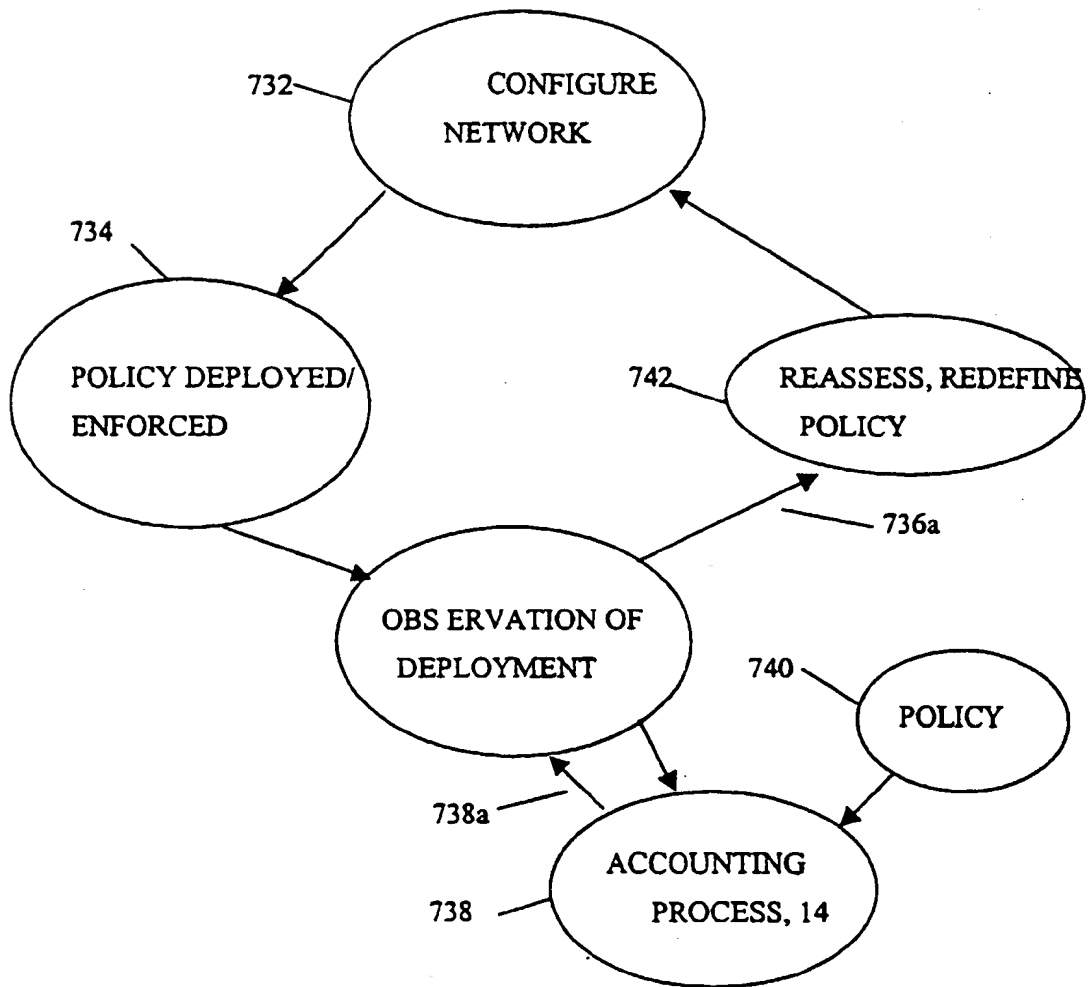 732
CONFIGURE
NETWORK
734
POLICY DEPLOYED/
ENFORCED
742
REASSESS, REDEFINE
POLICY
736a
OBS ERVATION OF
DEPLOYMENT
740
POLICY
738a
738
ACCOUNTING
PROCESS, 14